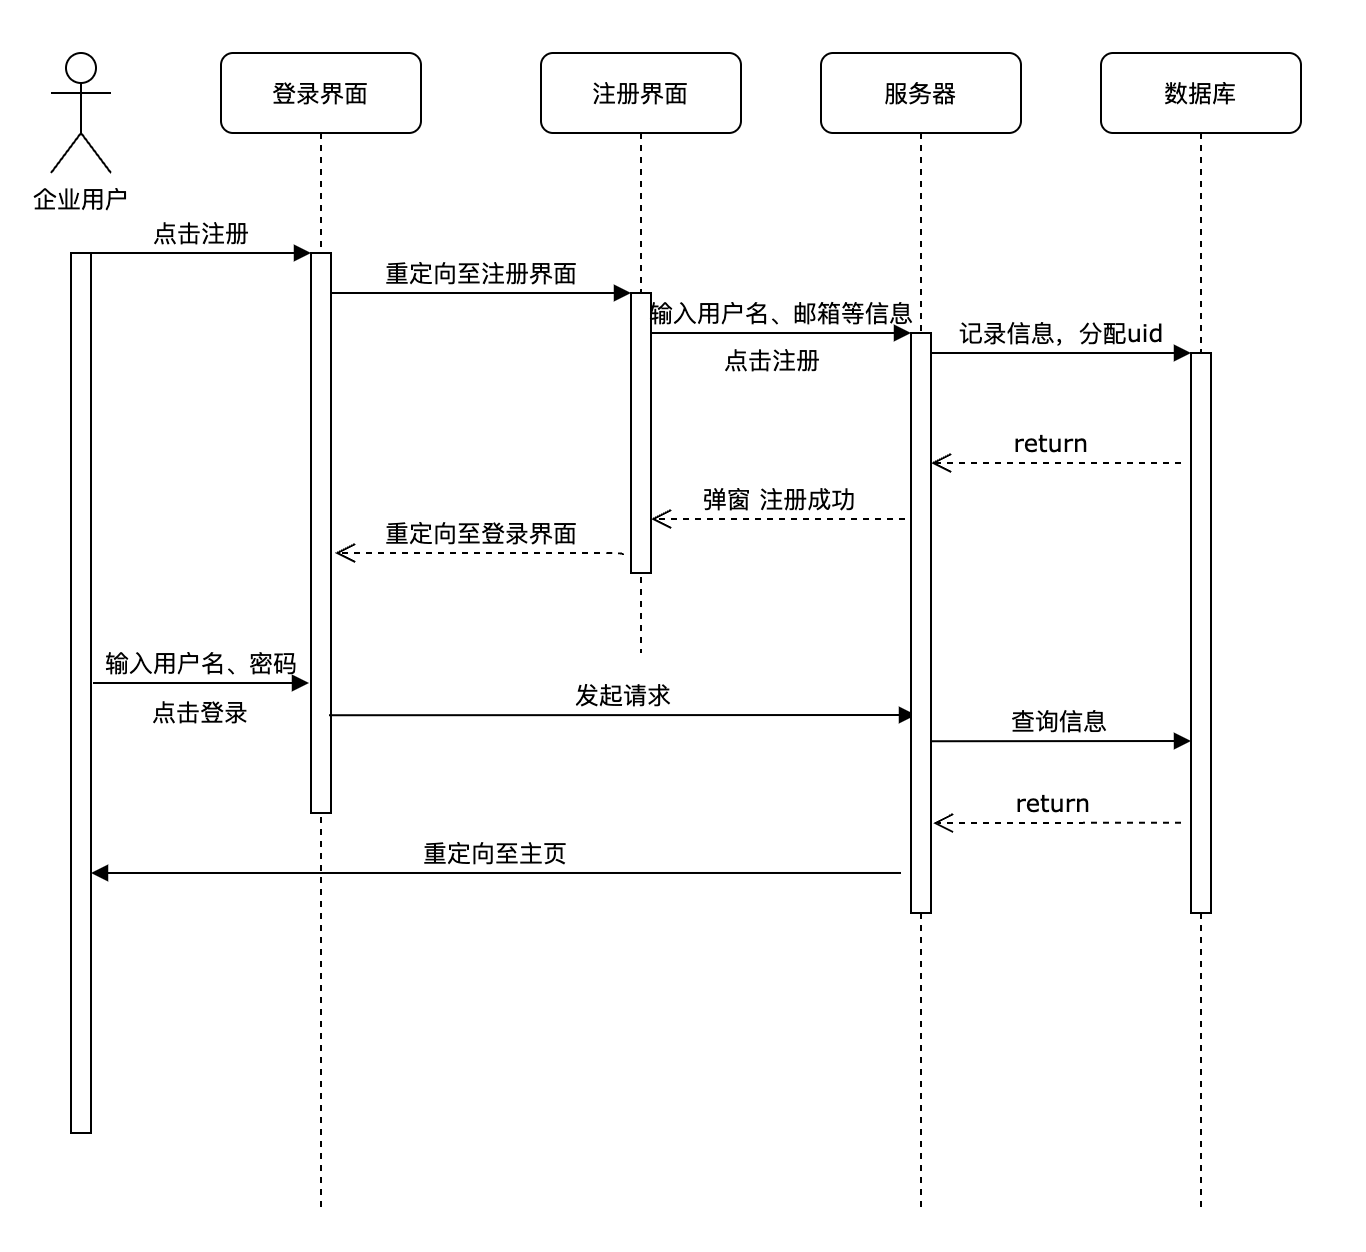 登录界面
注册界面
服务器
数据库
企业用户
点击注册
重定向至注册界面
输入用户名、邮箱等信息
记录信息，分配uid
点击注册
return
弹窗 注册成功
重定向至登录界面
输入用户名、密码
发起请求
点击登录
查询信息
return
重定向至主页